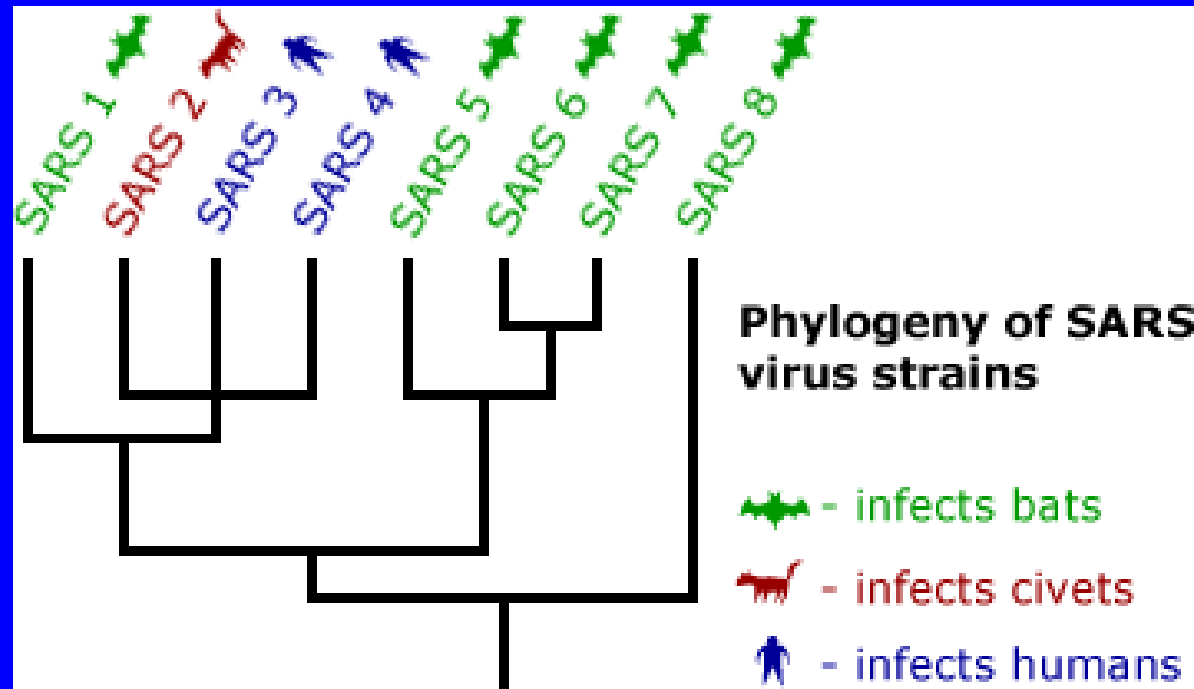 SARS 1
SARS 2
SARS 3
SARS 4
SARS 5
SARS 6
SARS 7
SARS 8
Phylogeny of SARS
virus strains
- infects bats
- infects civets
- infects humans